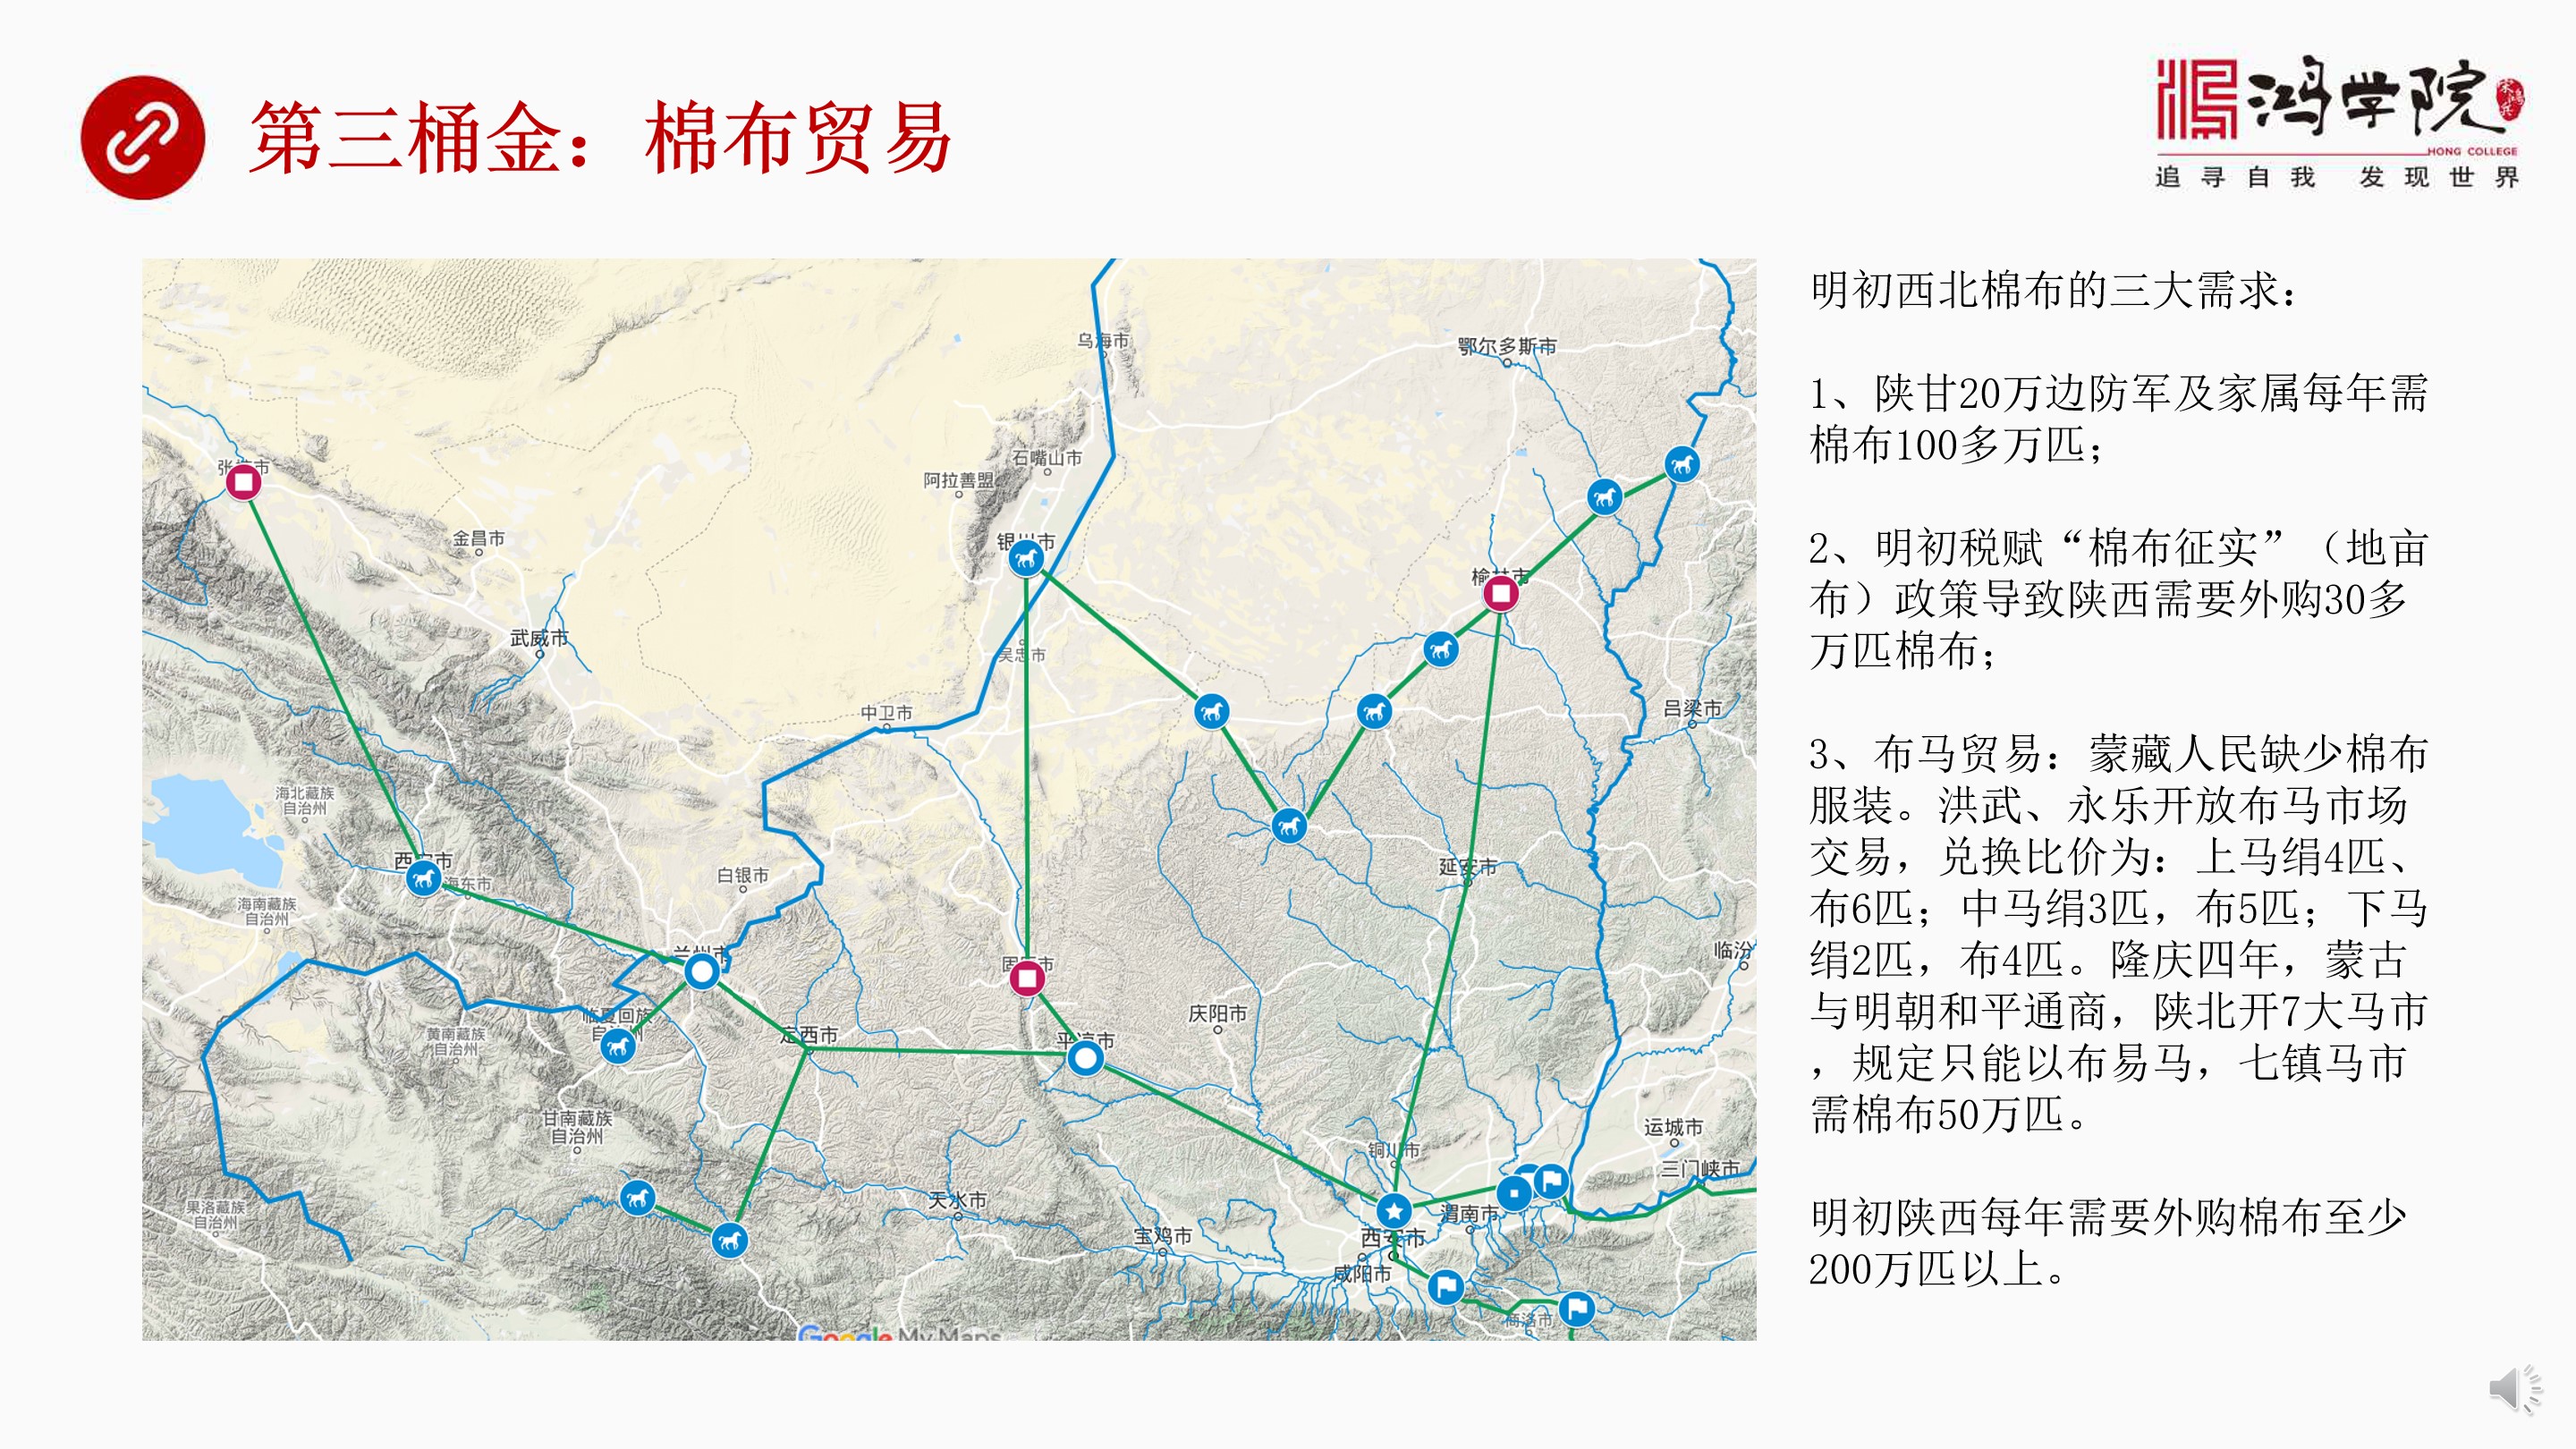 第三桶金：棉布贸易
鸿学院
HONG COLLEGE
追寻自我 发现世界
明初西北棉布的三大需求：
1、陕甘20万边防军及家属每年需
棉布100多万匹；
2、明初税赋“棉布征实”（地亩
布）政策导致陕西需要外购30多
万匹棉布；
3、布马贸易：蒙藏人民缺少棉布
服装。洪武、永乐开放布马市场
交易，兑换比价为：上马绢4匹、
布6匹；中马绢3匹，布5匹；下马
绢2匹，布4匹。隆庆四年，蒙古
与明朝和平通商，陕北开7大马市
，规定只能以布易马，七镇马市
需棉布50万匹。
明初陕西每年需要外购棉布至少
200万匹以上。
乌海市
鄂尔多斯市
石嘴山市
阿拉善盟
金昌市
银川市
榆林市
武威市
吴忠市
中卫市
吕梁市
海北藏族
自治州
西宁市
海东市
白银市
延安市
海南藏族
自治州
兰州市
临汾
庆阳市
临夏回族
黄南藏族
自治州
定西市
平凉市
甘南藏族
自治州
铜川市
运城市
三门峡市
果洛藏族
自治州
天水市
宝鸡市
渭南市
西安市
咸阳市
商洛市
Google My Maps